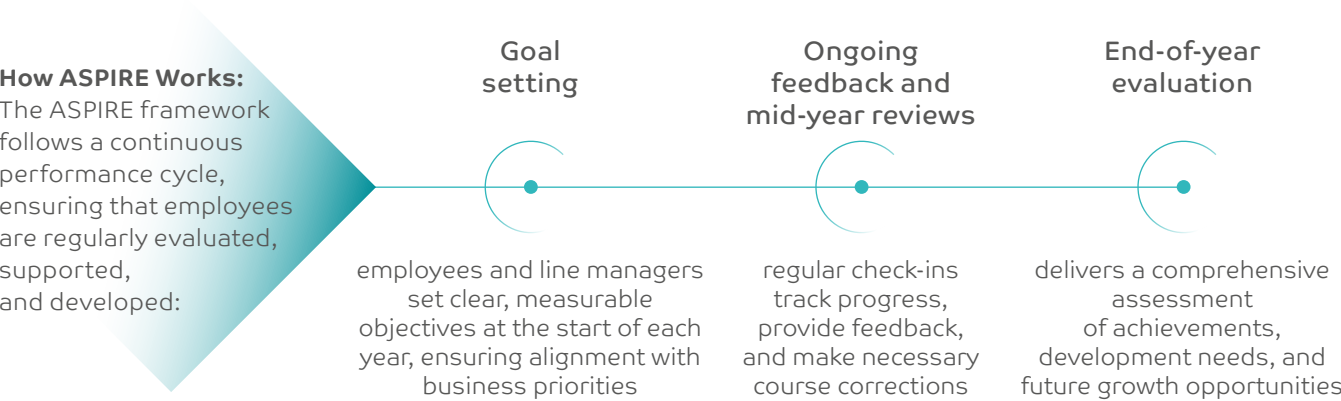 How ASPIRE Works:
The ASPIRE framework
follows a continuous
performance cycle,
ensuring that employees
are regularly evaluated,
supported,
and developed:
Goal
setting
employees and line managers
set clear, measurable
objectives at the start of each
year, ensuring alignment with
business priorities
Ongoing
feedback and
mid-year reviews
regular check-ins
track progress,
provide feedback,
and make necessary
course corrections
End-of-year
evaluation
delivers a comprehensive
assessment
of achievements,
development needs, and
future growth opportunities